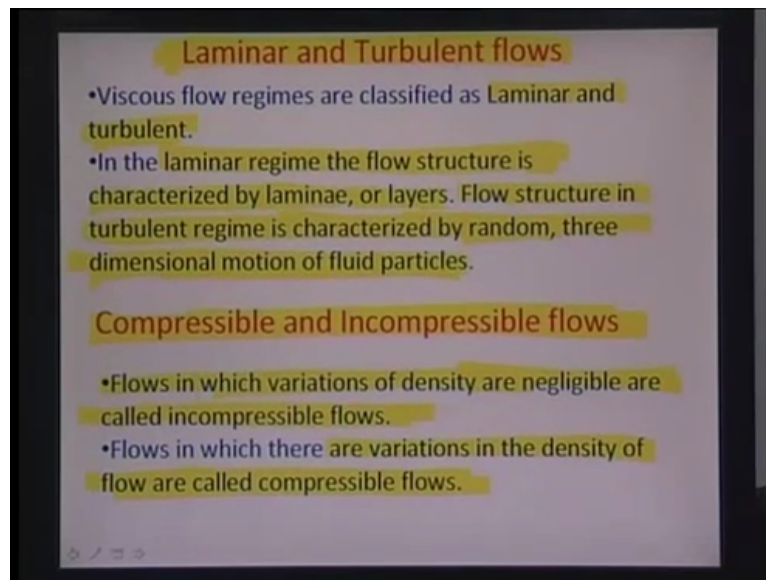 Laminar and Turbulent flows
•Viscous flow regimes are classified as Laminar and
turbulent.
•In the laminar regime the flow structure is
characterized by laminae, or layers. Flow structure in
turbulent regime is characterized by random, three
dimensional motion of fluid particles.
Compressible and Incompressible flows
•Flows in which variations of density are negligible are
called incompressible flows.
•Flows in which there are variations in the density of
flow are called compressible flows.